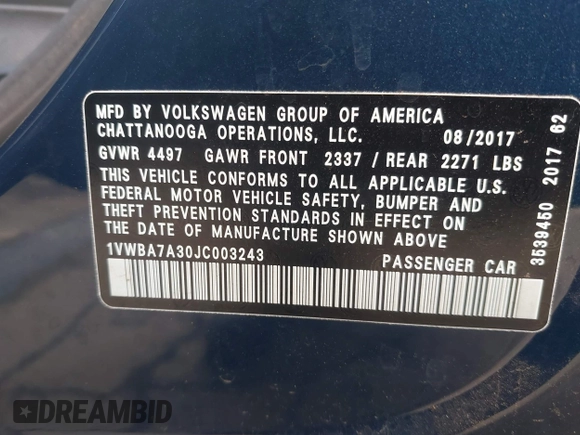 MFD BY VOLKSWAGEN GROUP OF AMERICA
CHATTANOOGA OPERATIONS, LLC. 08/2017
GVWR 4497 GAWR FRONT 2337 / REAR 2271 LBS
THIS VEHICLE CONFORMS TO ALL APPLICABLE U.S.
FEDERAL MOTOR VEHICLE SAFETY, BUMPER AND
THEFT PREVENTION STANDARDS IN EFFECT ON
THE DATE OF MANUFACTURE SHOWN ABOVE
1VWBA7A30JC003243 PASSENGER CAR
3639450 2017 62
DREAMBID